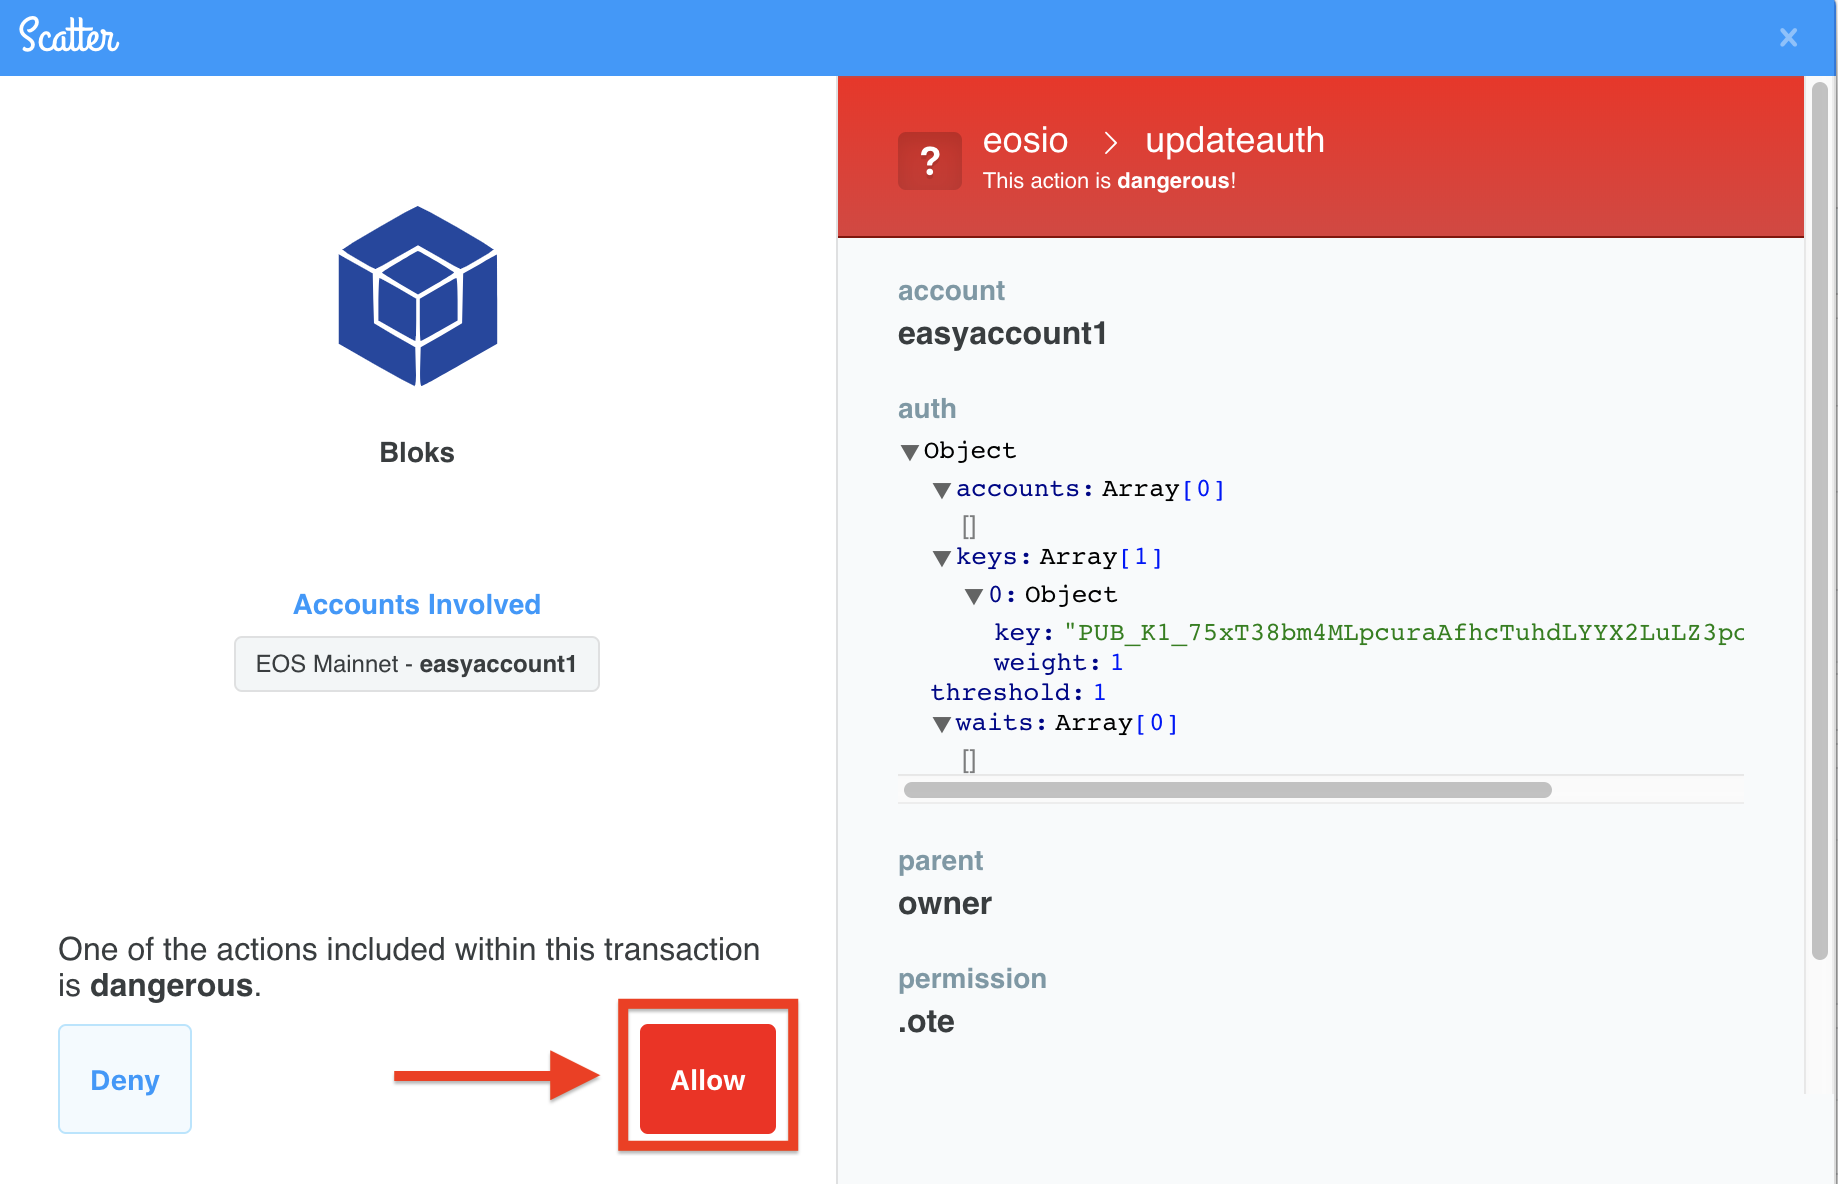 Scatter
×
Bloks
Accounts Involved
EOS Mainnet - easyaccount1
One of the actions included within this transaction
is dangerous.
Deny
Allow
?
eosio > updateauth
This action is dangerous!
account
easyaccount1
auth
▼Object
▼accounts: Array[0]
[]
▼keys: Array[1]
▼0: Object
key: "PUB_K1_75xT38bm4MLpcuraAfhcTuhdLYYX2LuLZ3pc
weight: 1
threshold: 1
▼waits: Array[0]
[]
parent
owner
permission
.ote